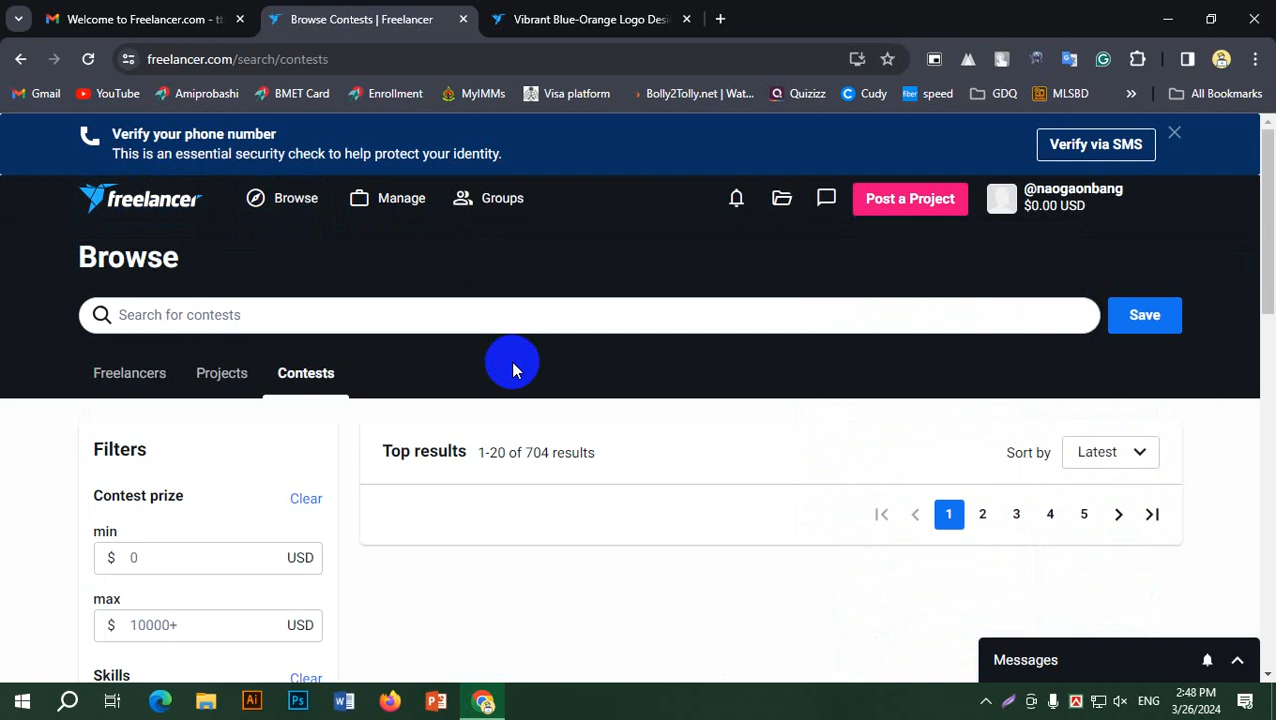 Welcome to Freelancer.com - tt
Browse Contests | Freelancer
Vibrant Blue-Orange Logo Desi
freelancer.com/search/contests
Gmail
YouTube
Amiprobashi
BMET Card
Enrollment
MyIMMs
Visa platform
Bolly2Tolly.net | Wat...
Quizizz
Cudy
fiber speed
GDQ
MLSBD
All Bookmarks
Verify your phone number
This is an essential security check to help protect your identity.
Verify via SMS
freelancer
Browse
Manage
Groups
Post a Project
@naogaonbang
$0.00 USD
Browse
Search for contests
Save
Freelancers
Projects
Contests
Filters
Top results 1-20 of 704 results
Sort by Latest
Contest prize Clear
1 2 3 4 5
min
$ 0 USD
max
$ 10000+ USD
Skills Clear
Messages
Ai
Ps
ENG
2:48 PM
3/26/2024